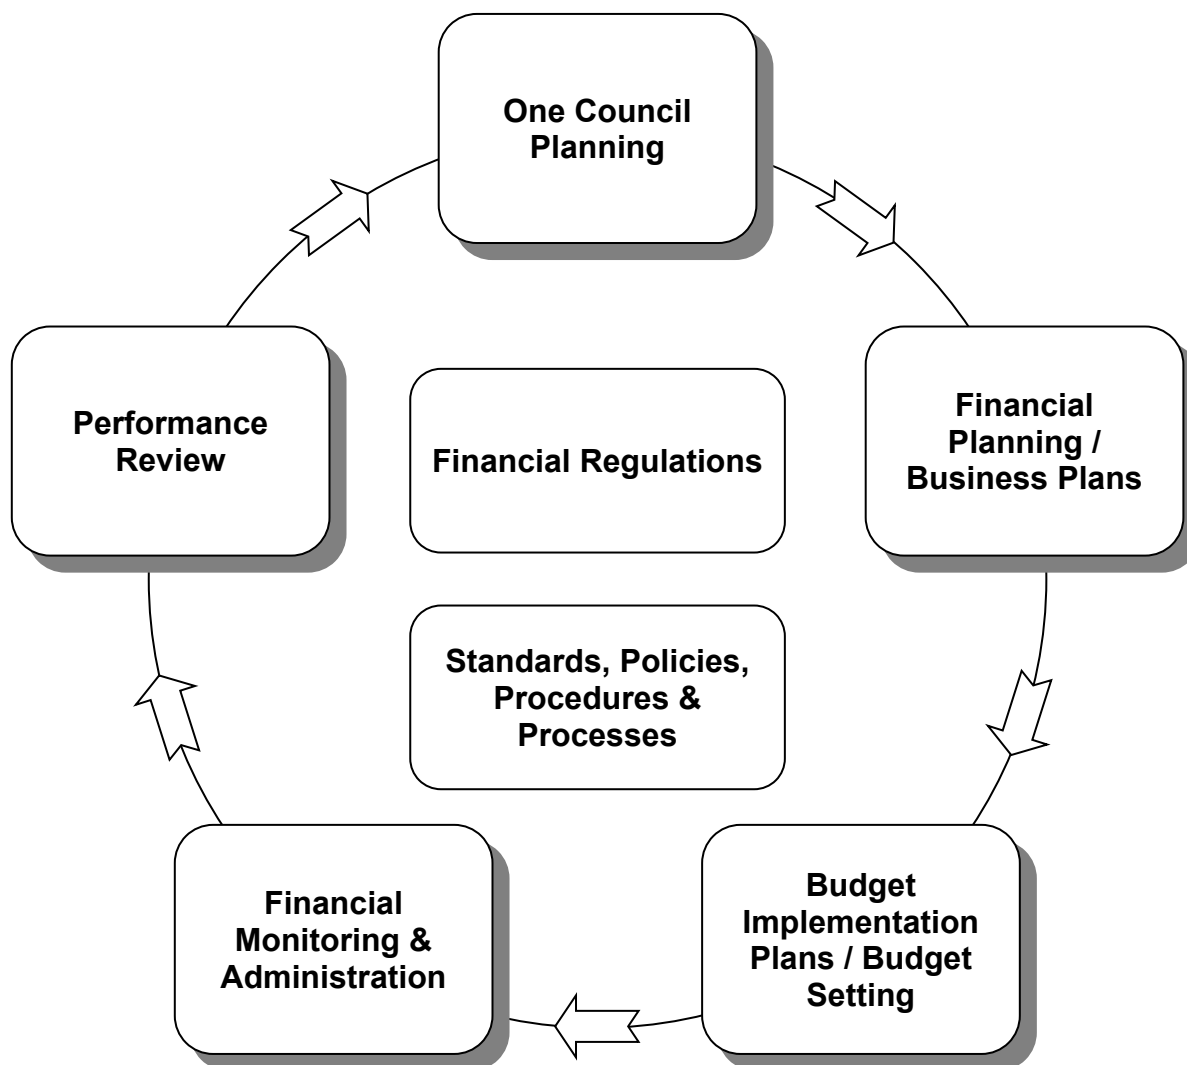 One Council
Planning
Performance
Review
Financial Regulations
Financial
Planning /
Business Plans
Standards, Policies,
Procedures &
Processes
Financial
Monitoring &
Administration
Budget
Implementation
Plans / Budget
Setting